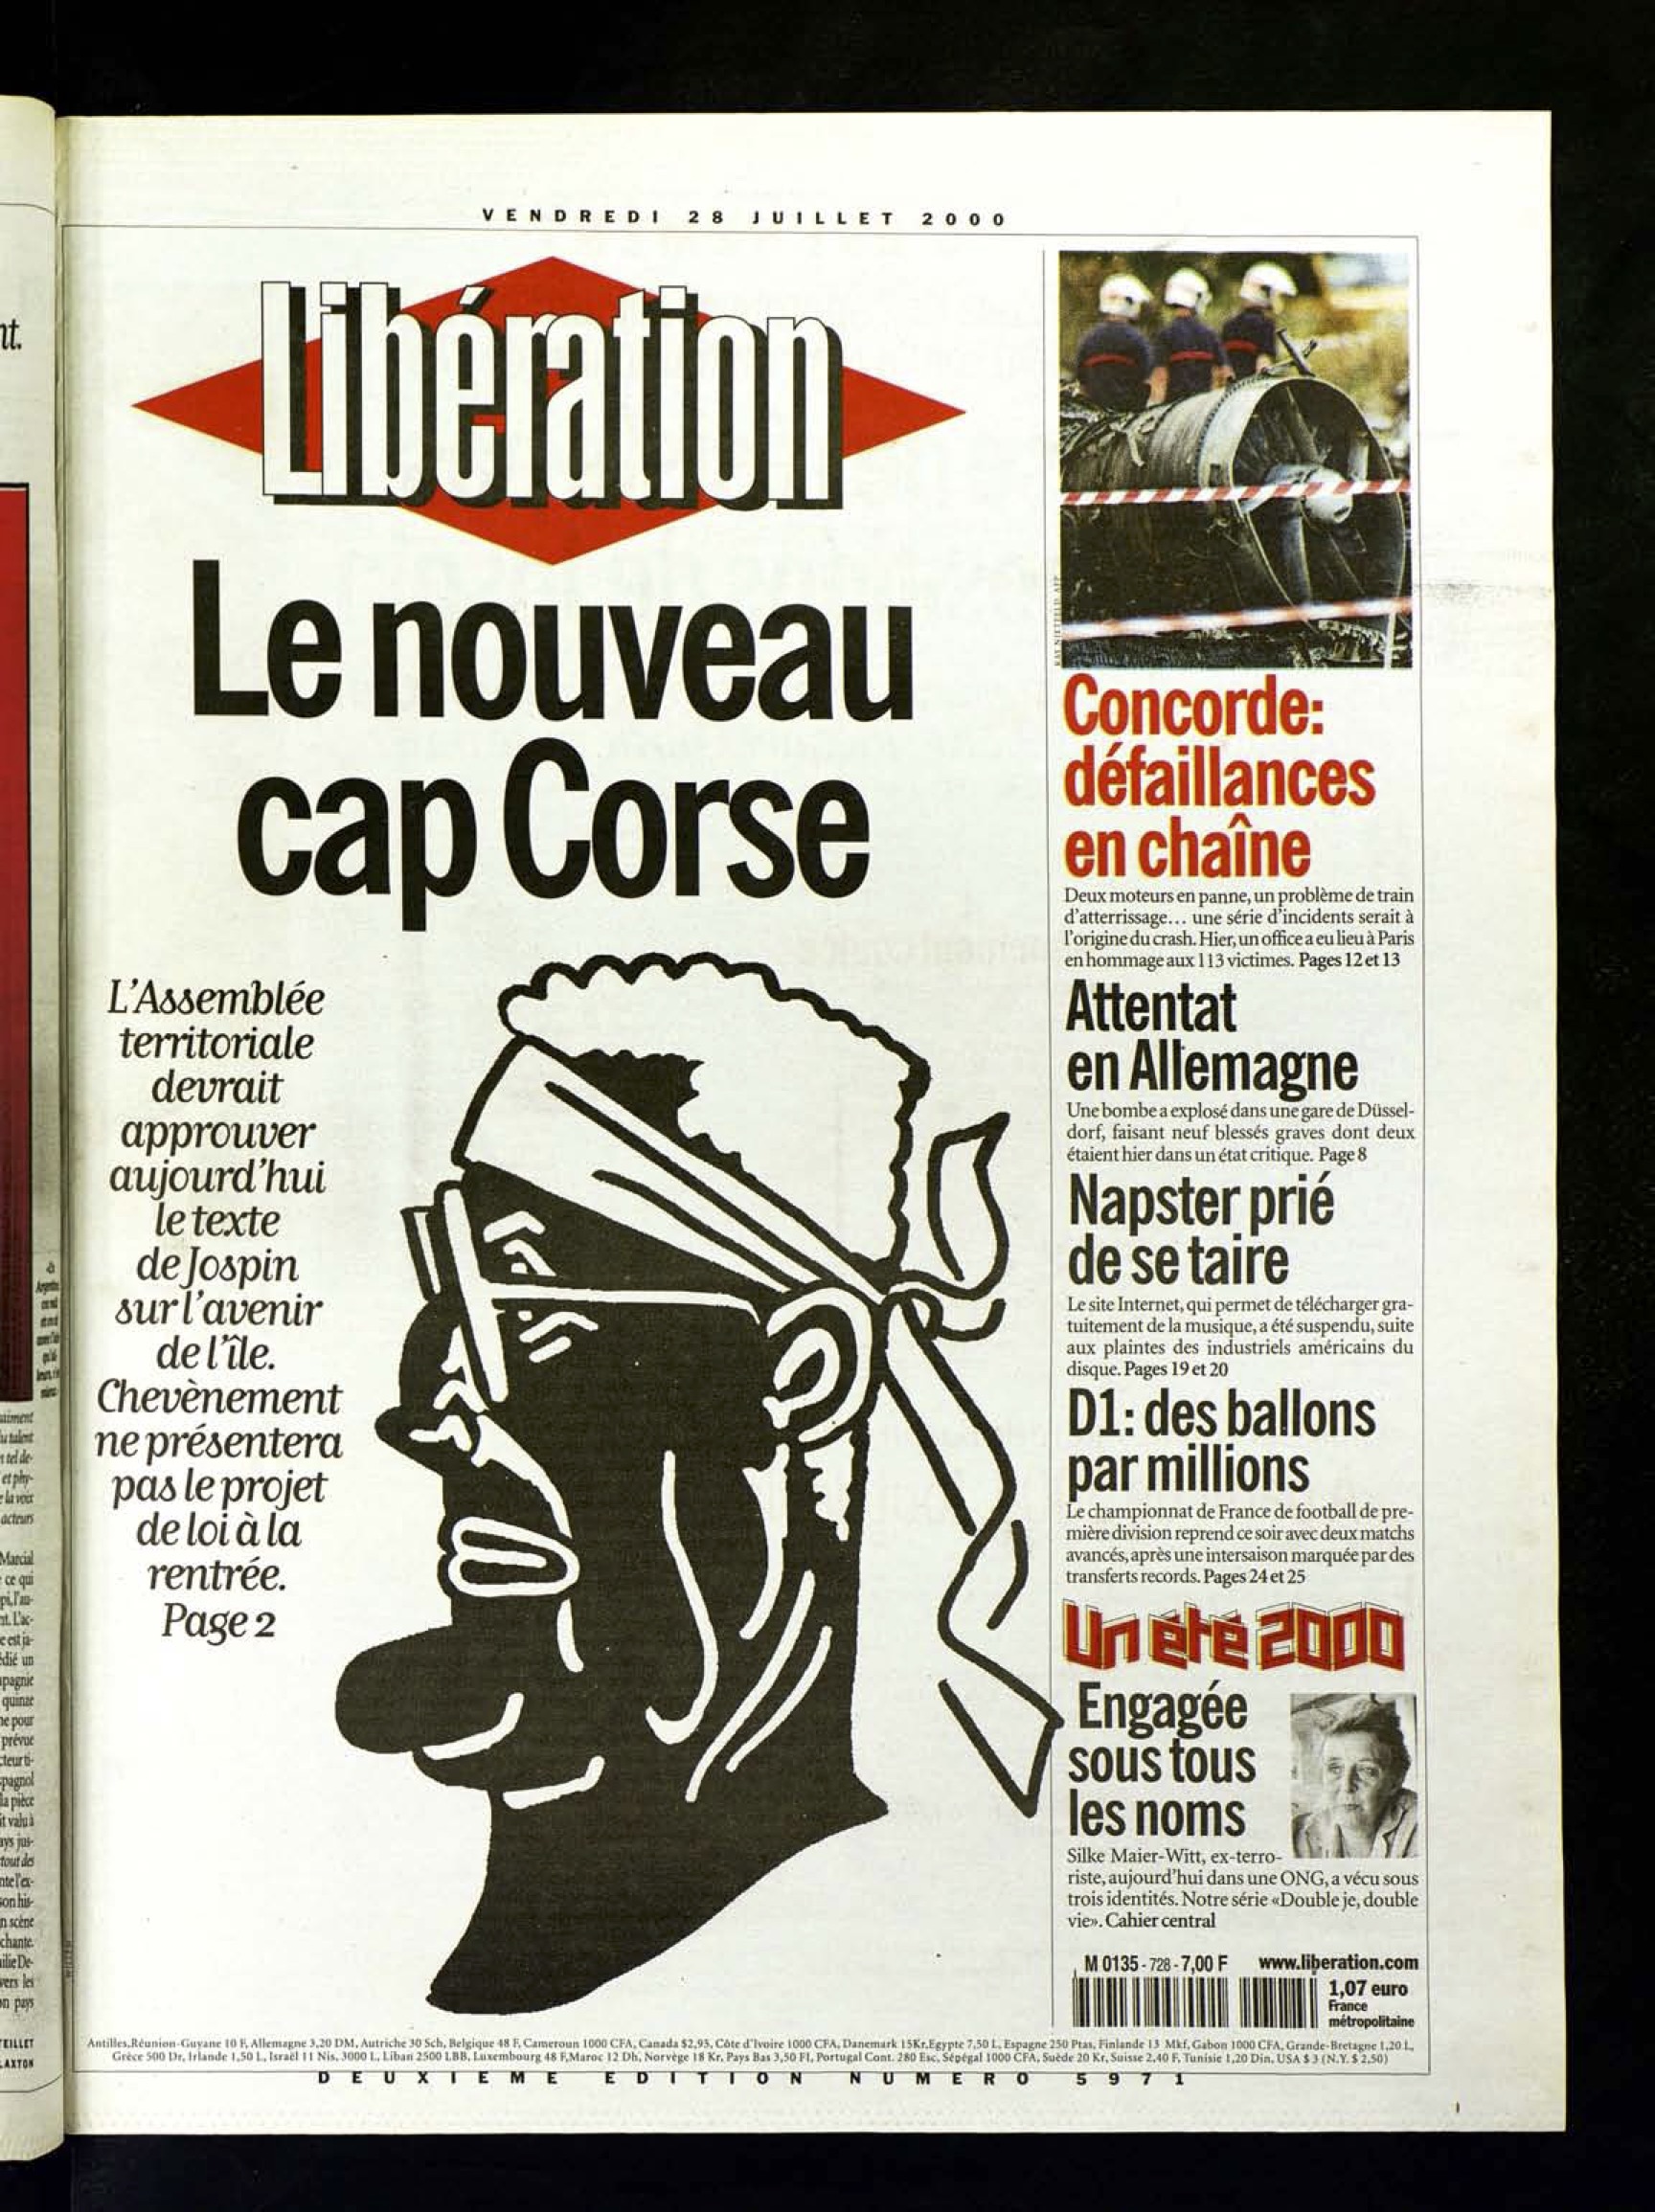 VENDREDI 28 JUILLET 2000
Libération
Le nouveau
cap Corse
L'Assemblée
territoriale
devrait
approuver
aujourd'hui
le texte
de Jospin
sur l'avenir
de l'île.
Chevènement
ne présentera
pas le projet
de loi à la
rentrée.
Page 2
Concorde:
défaillances
en chaîne
Deux moteurs en panne, un problème de train
d'atterrissage... une série d'incidents serait à
l'origine du crash. Hier, un office a eu lieu à Paris
en hommage aux 113 victimes. Pages 12 et 13
Attentat
en Allemagne
Une bombe a explosé dans une gare de Düssel-
dorf, faisant neuf blessés graves dont deux
étaient hier dans un état critique. Page 8
Napster prié
de se taire
Le site Internet, qui permet de télécharger gra-
tuitement de la musique, a été suspendu, suite
aux plaintes des industriels américains du
disque. Pages 19 et 20
D1: des ballons
par millions
Le championnat de France de football de pre-
mière division reprend ce soir avec deux matchs
avancés, après une intersaison marquée par des
transferts records. Pages 24 et 25
Un été 2000
Engagée
sous tous
les noms
Silke Maier-Witt, ex-terro-
riste, aujourd'hui dans une ONG, a vécu sous
trois identités. Notre série «Double je, double
vie». Cahier central
M 0135 - 728 - 7,00 F www.liberation.com
1,07 euro
France
métropolitaine
Antilles, Réunion-Guyane 10 F, Allemagne 3,20 DM, Autriche 30 Sch, Belgique 48 F, Cameroun 1000 CFA, Canada $2,95, Côte d'Ivoire 1000 CFA, Danemark 15Kr, Egypte 7,50 L, Espagne 250 Ptas, Finlande 13 Mkf, Gabon 1000 CFA, Grande-Bretagne 1,20 L,
Grèce 500 Dr, Irlande 1,50 L, Israël 11 Nis, 3000 L, Liban 2500 LBB, Luxembourg 48 F, Maroc 12 Dh, Norvège 18 Kr, Pays Bas 3,50 Fl, Portugal Cont. 280 Esc, Sépégal 1000 CFA, Suède 20 Kr, Suisse 2,40 F, Tunisie 1,20 Din, USA $ 3 (N.Y. $ 2,50)
DEUXIEME EDITION NUMERO 5971